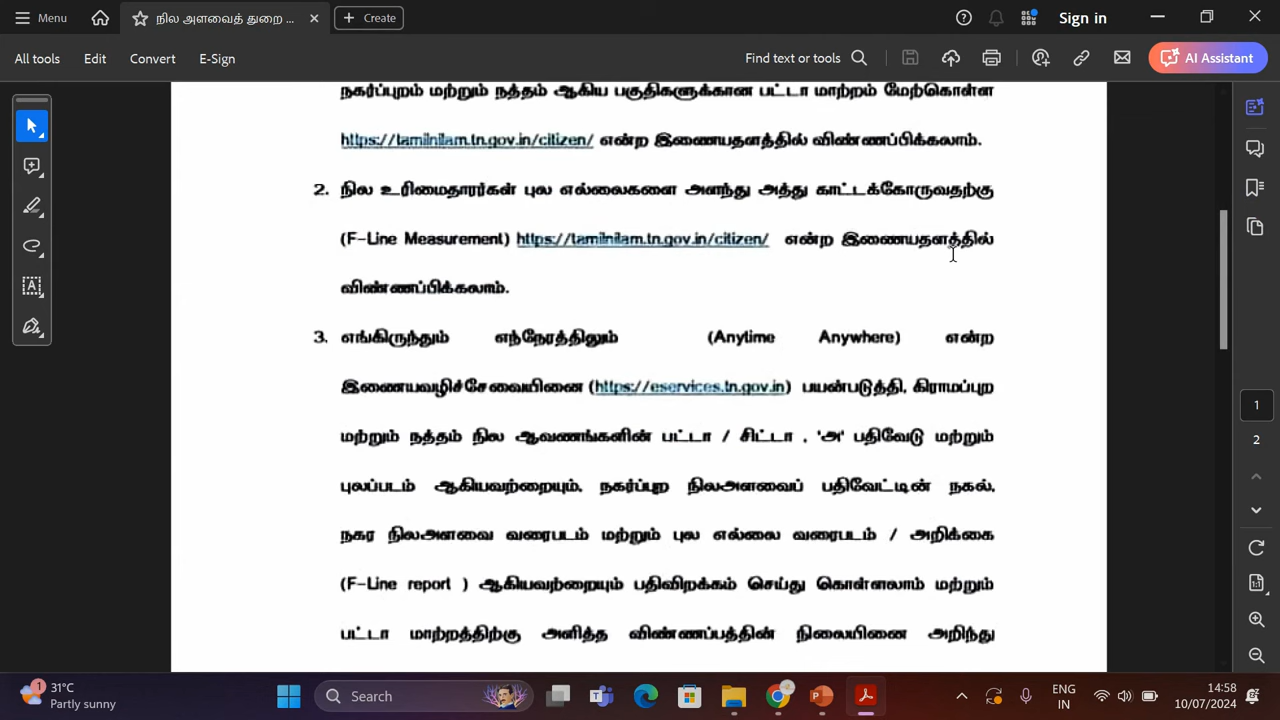 Menu
நில அளவைத் துறை ...
Create
Sign in
All tools
Edit
Convert
E-Sign
Find text or tools
AI Assistant
நகர்ப்புறம் மற்றும் நத்தம் ஆகிய பகுதிகளுக்கான பட்டா மாற்றம் மேற்கொள்ள
https://tamilnilam.tn.gov.in/citizen/ என்ற இணையதளத்தில் விண்ணப்பிக்கலாம்.
2. நில உரிமைதாரர்கள் புல எல்லைகளை அளந்து அத்து காட்டக்கோருவதற்கு
(F-Line Measurement) https://tamilnilam.tn.gov.in/citizen/ என்ற இணையதளத்தில்
விண்ணப்பிக்கலாம்.
3. எங்கிருந்தும் எந்நேரத்திலும் (Anytime Anywhere) என்ற
இணையவழிச்சேவையினை (https://eservices.tn.gov.in) பயன்படுத்தி, கிராமப்புற
மற்றும் நத்தம் நில ஆவணங்களின் பட்டா / சிட்டா , 'அ' பதிவேடு மற்றும்
புலப்படம் ஆகியவற்றையும், நகர்ப்புற நிலஅளவைப் பதிவேட்டின் நகல்,
நகர நிலஅளவை வரைபடம் மற்றும் புல எல்லை வரைபடம் / அறிக்கை
(F-Line report ) ஆகியவற்றையும் பதிவிறக்கம் செய்து கொள்ளலாம் மற்றும்
பட்டா மாற்றத்திற்கு அளித்த விண்ணப்பத்தின் நிலையினை அறிந்து
1
2
1
31°C
Partly sunny
Search
ENG
IN
14:58
10/07/2024